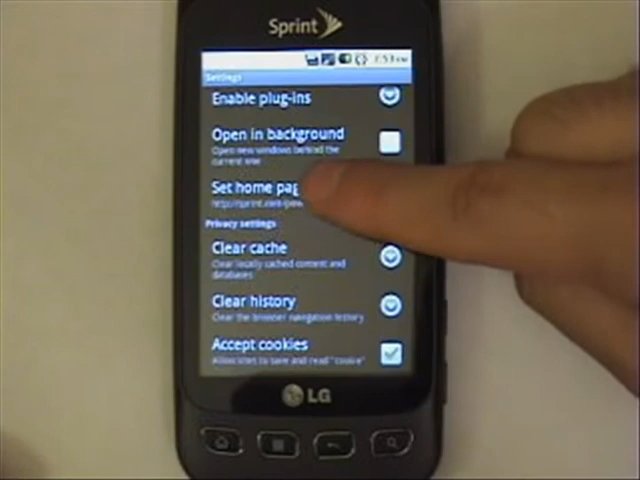 Sprint
Settings
Enable plug-ins
Open in background
Open new windows behind the
current one
Set home pag
Privacy settings
Clear cache
Clear locally cached content and
databases
Clear history
Clear the browser navigation history
Accept cookies
Allow sites to save and read "cookie"
LG